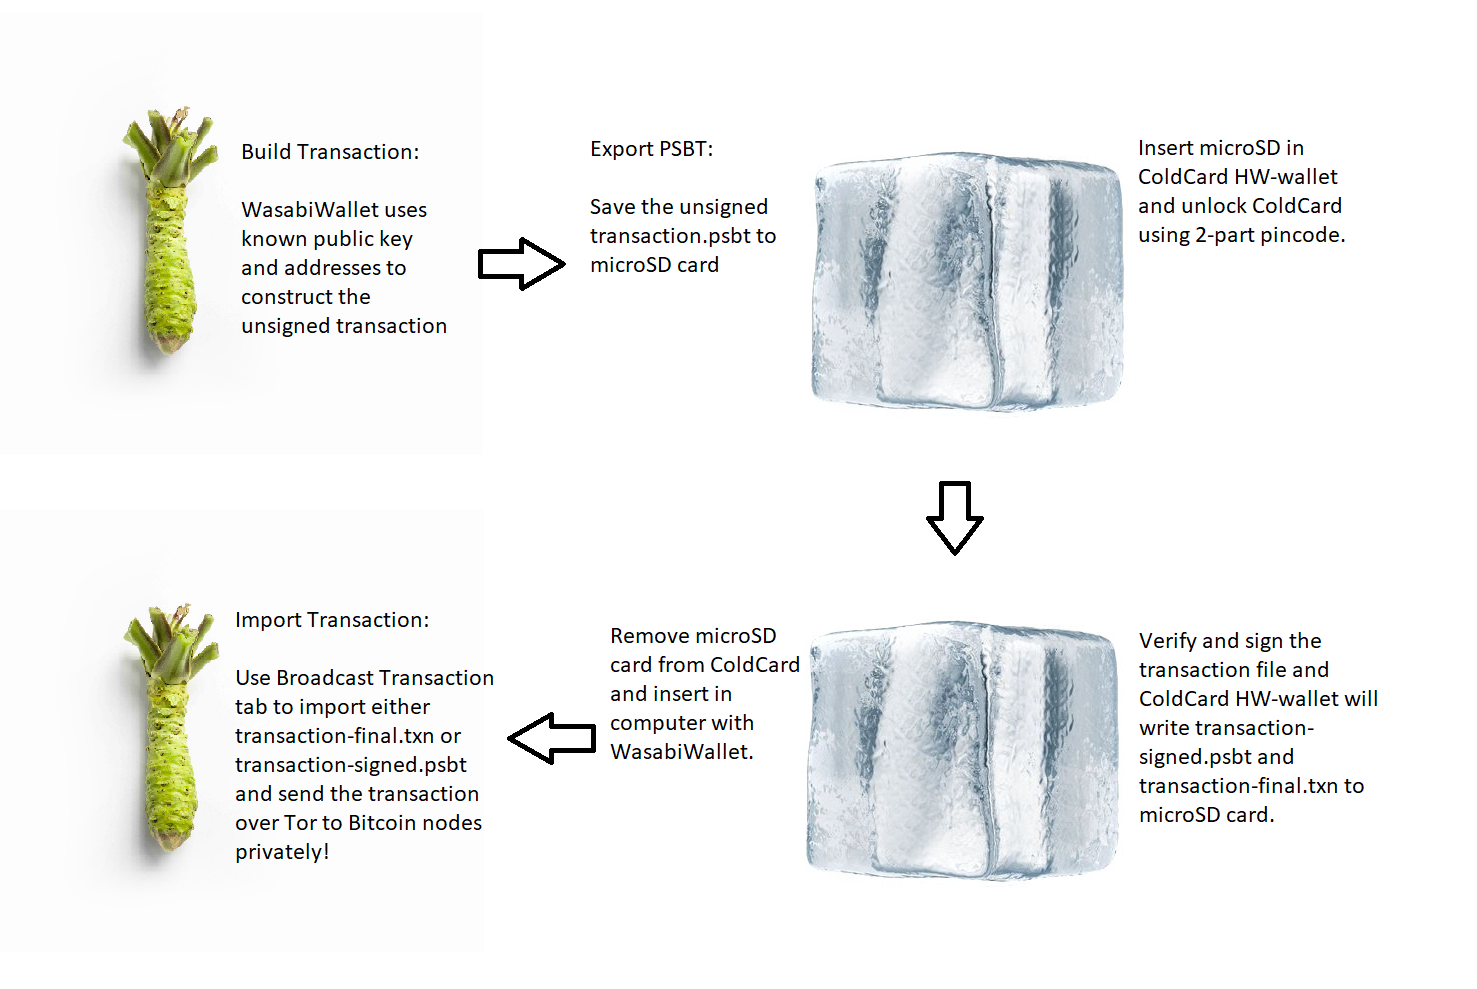 Build Transaction:
WasabiWallet uses
known public key
and addresses to
construct the
unsigned transaction
Export PSBT:
Save the unsigned
transaction.psbt to
microSD card
Insert microSD in
ColdCard HW-wallet
and unlock ColdCard
using 2-part pincode.
Verify and sign the
transaction file and
ColdCard HW-wallet will
write transaction-
signed.psbt and
transaction-final.txn to
microSD card.
Remove microSD
card from ColdCard
and insert in
computer with
WasabiWallet.
Import Transaction:
Use Broadcast Transaction
tab to import either
transaction-final.txn or
transaction-signed.psbt
and send the transaction
over Tor to Bitcoin nodes
privately!